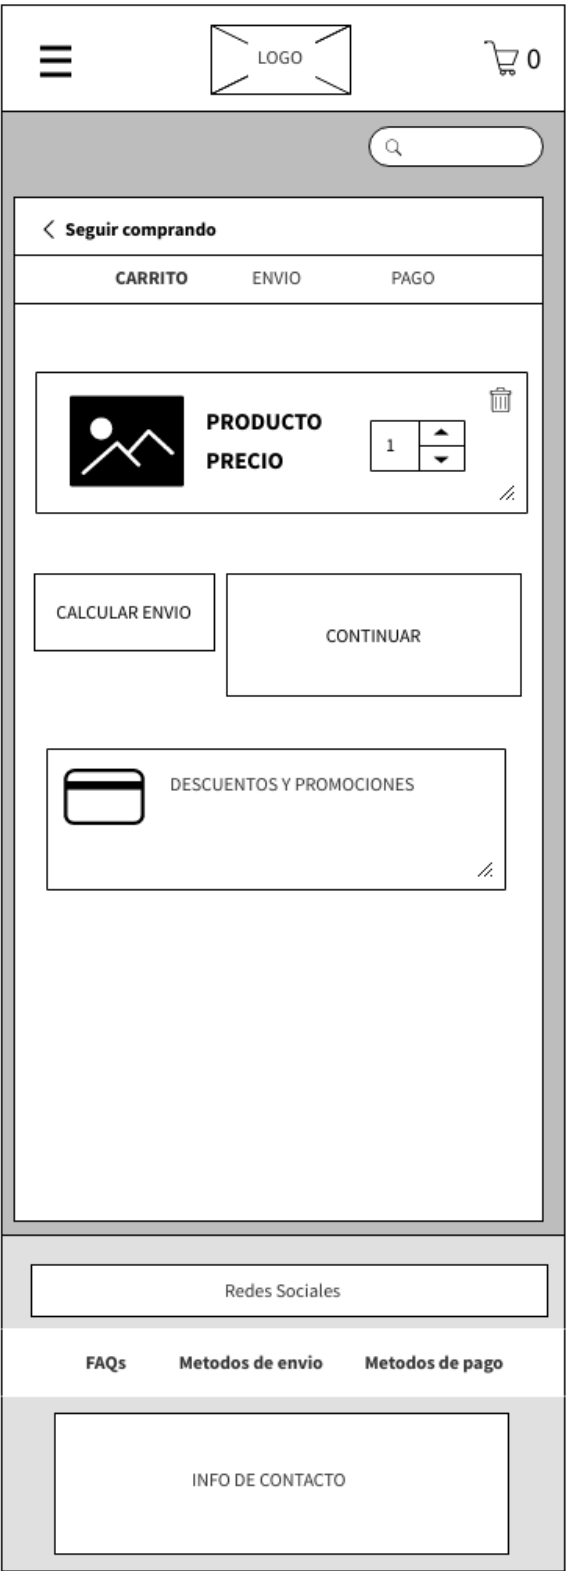 LOGO
0
Seguir comprando
CARRITO ENVIO PAGO
PRODUCTO
PRECIO
1
CALCULAR ENVIO
CONTINUAR
DESCUENTOS Y PROMOCIONES
Redes Sociales
FAQs Metodos de envio Metodos de pago
INFO DE CONTACTO